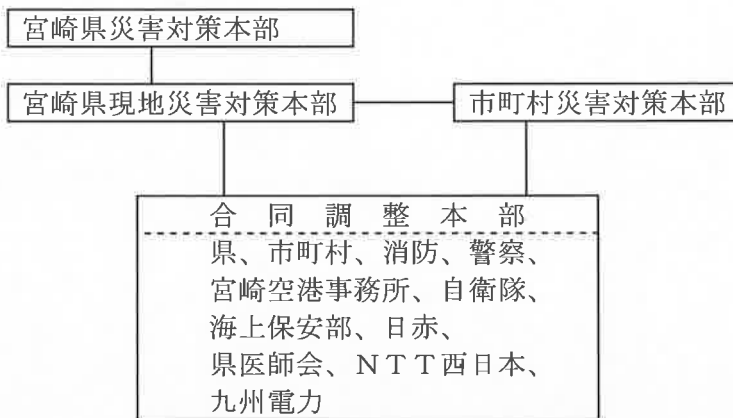 宮崎県災害対策本部
宮崎県現地災害対策本部
市町村災害対策本部
合同調整本部
県、市町村、消防、警察、
宮崎空港事務所、自衛隊、
海上保安部、日赤、
県医師会、ＮＴＴ西日本、
九州電力